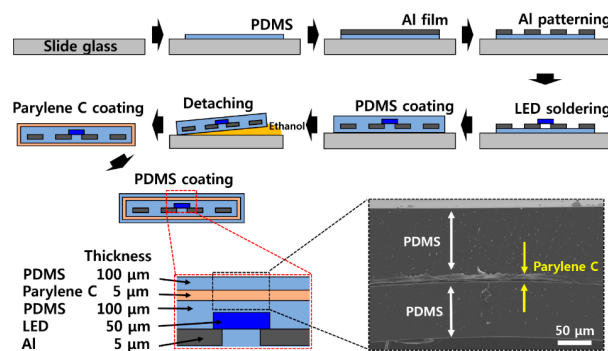 Slide glass
PDMS
Al film
Al patterning
Parylene C coating
Detaching
Ethanol
PDMS coating
LED soldering
PDMS coating
Thickness
PDMS 100 µm
Parylene C 5 µm
PDMS 100 µm
LED 50 µm
Al 5 µm
PDMS
Parylene C
PDMS
50 µm